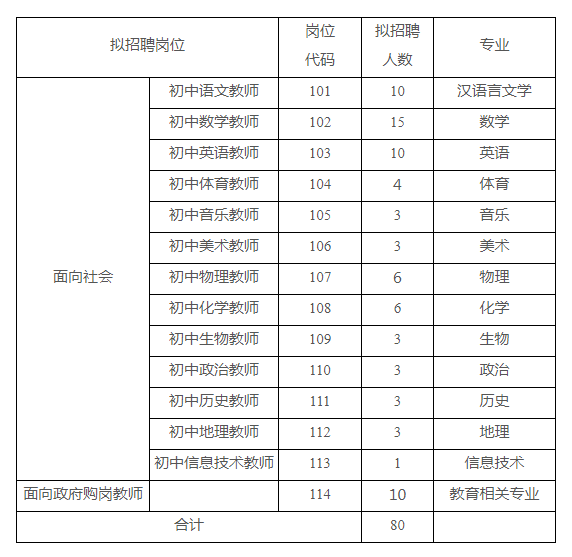 拟招聘岗位 岗位代码 拟招聘人数 专业
面向社会 初中语文教师 101 10 汉语言文学
初中数学教师 102 15 数学
初中英语教师 103 10 英语
初中体育教师 104 4 体育
初中音乐教师 105 3 音乐
初中美术教师 106 3 美术
初中物理教师 107 6 物理
初中化学教师 108 6 化学
初中生物教师 109 3 生物
初中政治教师 110 3 政治
初中历史教师 111 3 历史
初中地理教师 112 3 地理
初中信息技术教师 113 1 信息技术
面向政府购岗教师 114 10 教育相关专业
合计 80